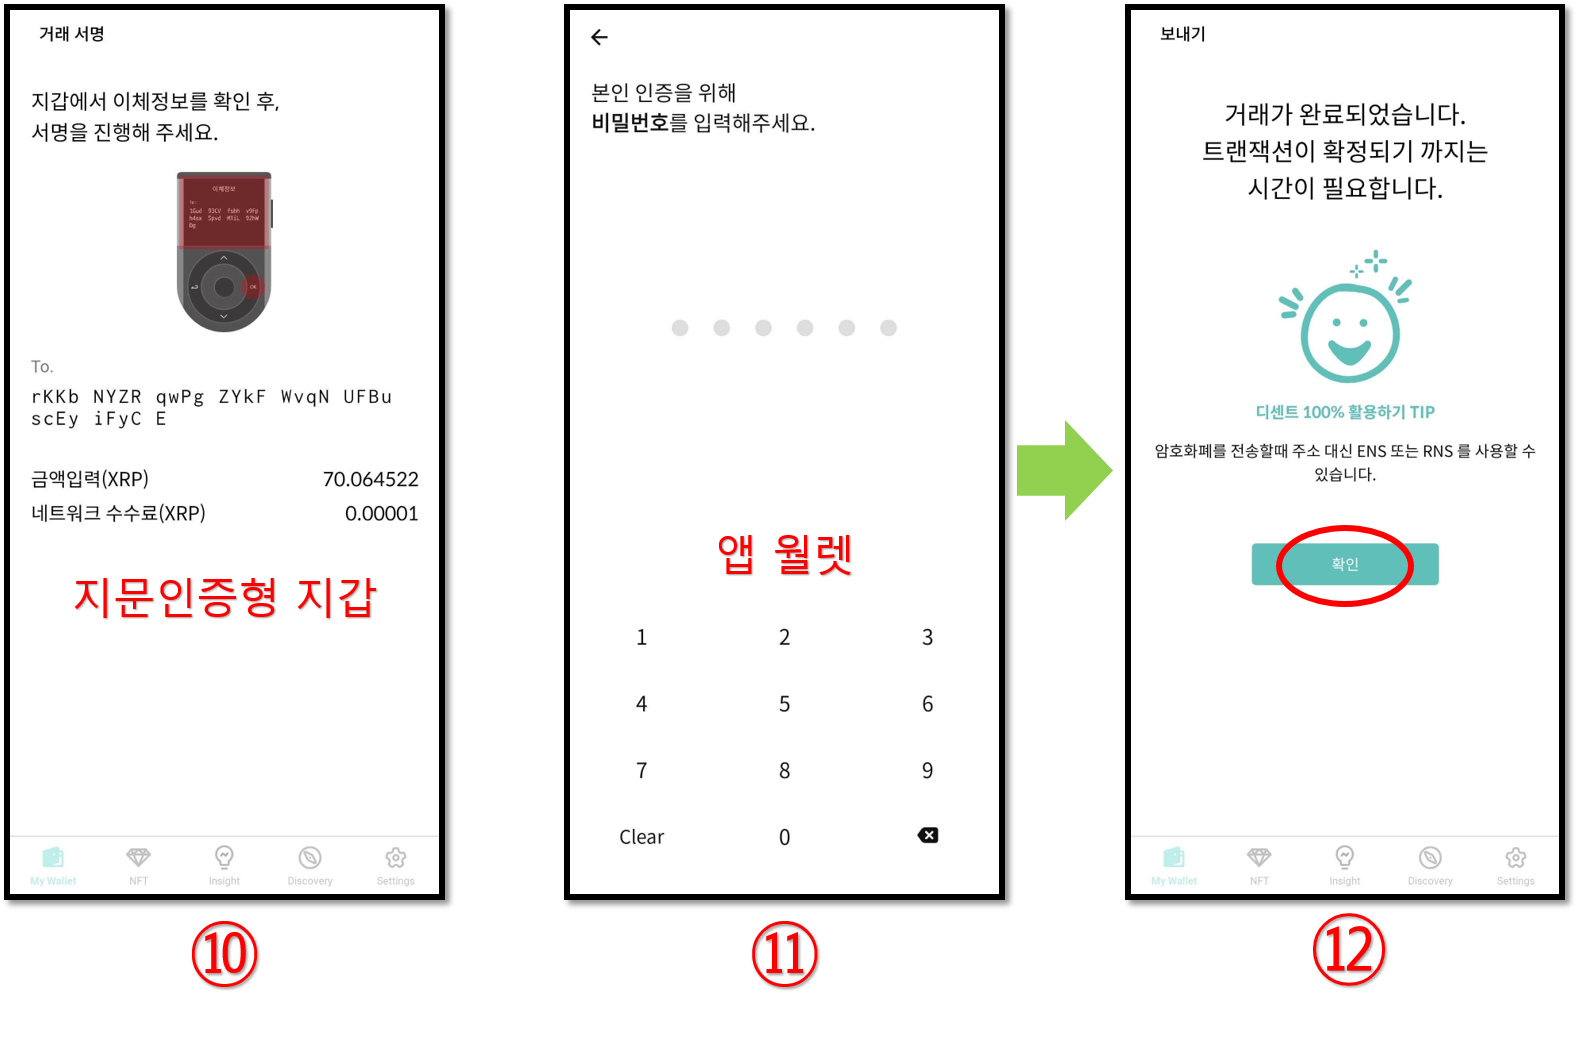 거래 서명
지갑에서 이체정보를 확인 후,
서명을 진행해 주세요.
이체정보
To:
To.
rKKb NYZR qwPg ZYkF WvqN UFBu
scEy iFyC E
금액입력(XRP) 70.064522
네트워크 수수료(XRP) 0.00001
지문인증형 지갑
My Wallet NFT Insight Discovery Settings
⑩
본인 인증을 위해
비밀번호를 입력해주세요.
앱 월렛
1 2 3
4 5 6
7 8 9
Clear 0
⑪
보내기
거래가 완료되었습니다.
트랜잭션이 확정되기 까지는
시간이 필요합니다.
디센트 100% 활용하기 TIP
암호화폐를 전송할때 주소 대신 ENS 또는 RNS 를 사용할 수
있습니다.
확인
My Wallet NFT Insight Discovery Settings
⑫